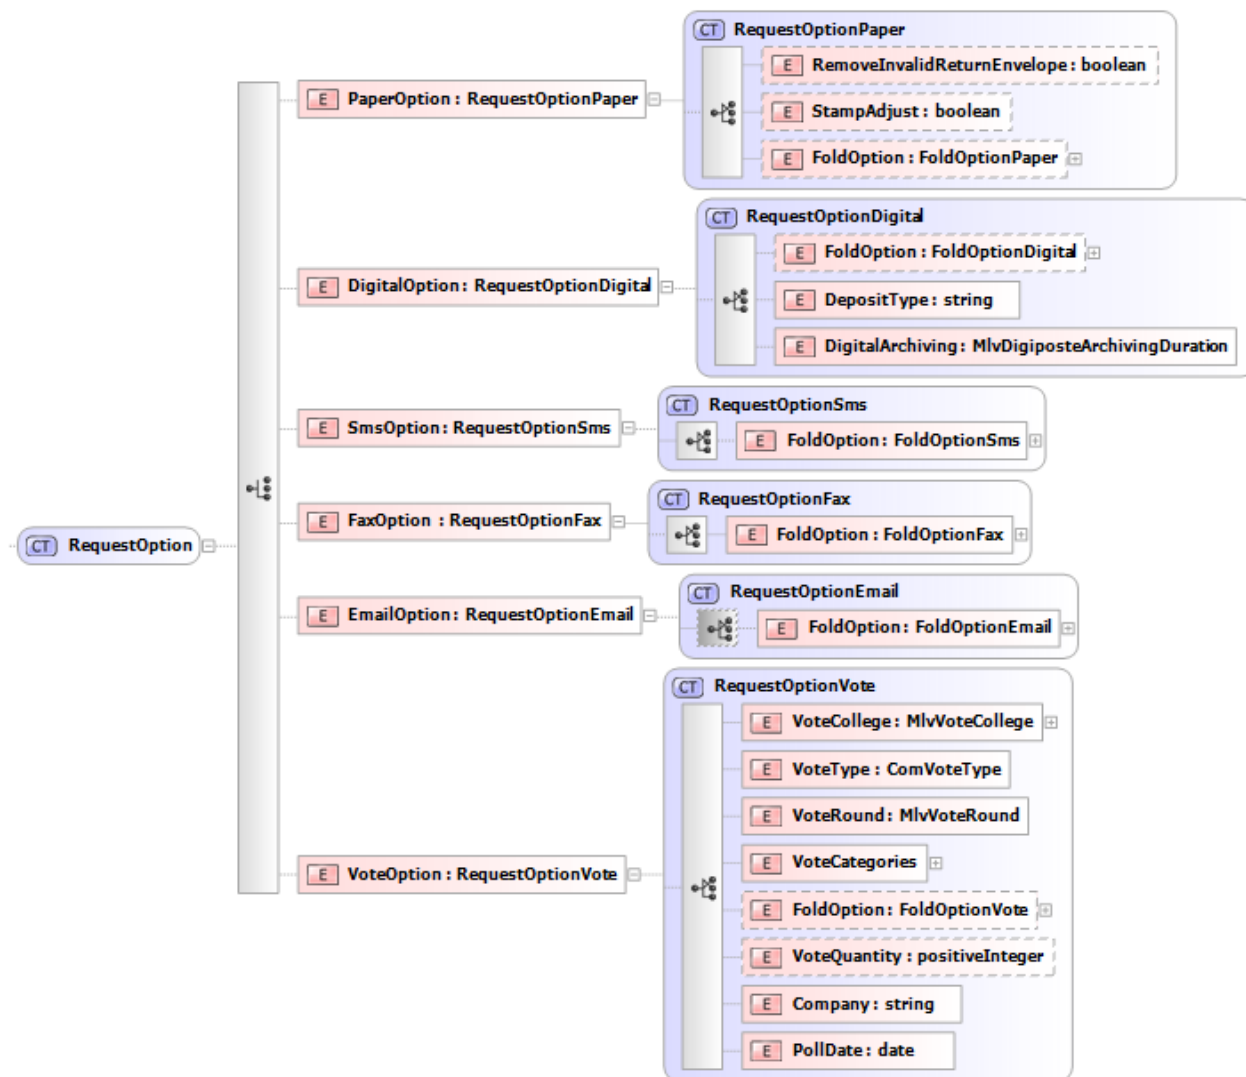 CT RequestOption
E PaperOption : RequestOptionPaper
CT RequestOptionPaper
E RemoveInvalidReturnEnvelope : boolean
E StampAdjust : boolean
E FoldOption : FoldOptionPaper
E DigitalOption : RequestOptionDigital
CT RequestOptionDigital
E FoldOption : FoldOptionDigital
E DepositType : string
E DigitalArchiving : MlvDigiposteArchivingDuration
E SmsOption : RequestOptionSms
CT RequestOptionSms
E FoldOption : FoldOptionSms
E FaxOption : RequestOptionFax
CT RequestOptionFax
E FoldOption : FoldOptionFax
E EmailOption : RequestOptionEmail
CT RequestOptionEmail
E FoldOption : FoldOptionEmail
E VoteOption : RequestOptionVote
CT RequestOptionVote
E VoteCollege : MlvVoteCollege
E VoteType : ComVoteType
E VoteRound : MlvVoteRound
E VoteCategories
E FoldOption : FoldOptionVote
E VoteQuantity : positiveInteger
E Company : string
E PollDate : date